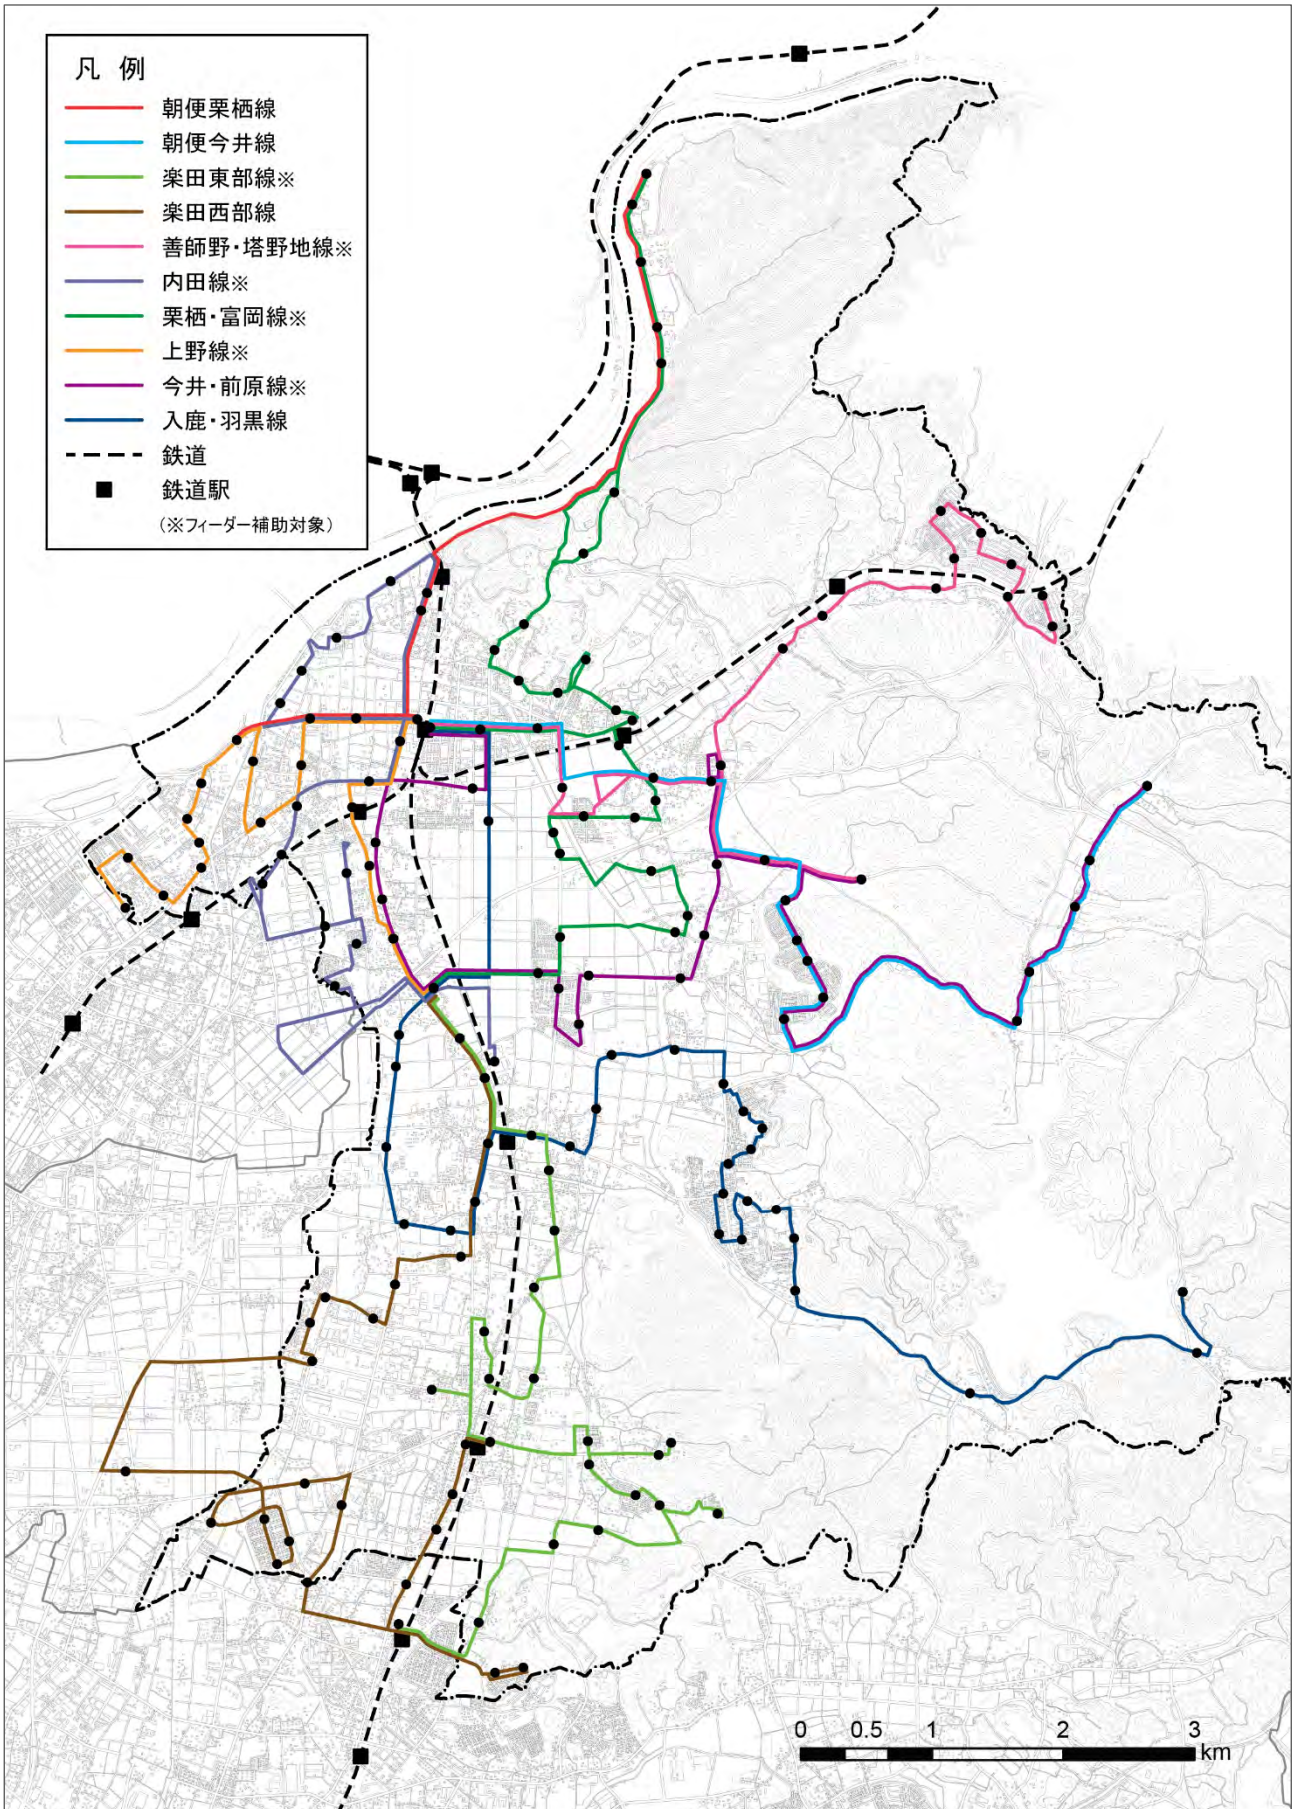 凡 例
朝便栗栖線
朝便今井線
楽田東部線※
楽田西部線
善師野・塔野地線※
内田線※
栗栖・富岡線※
上野線※
今井・前原線※
入鹿・羽黒線
鉄道
鉄道駅
(※フィーダー補助対象)
0 0.5 1 2 3
km